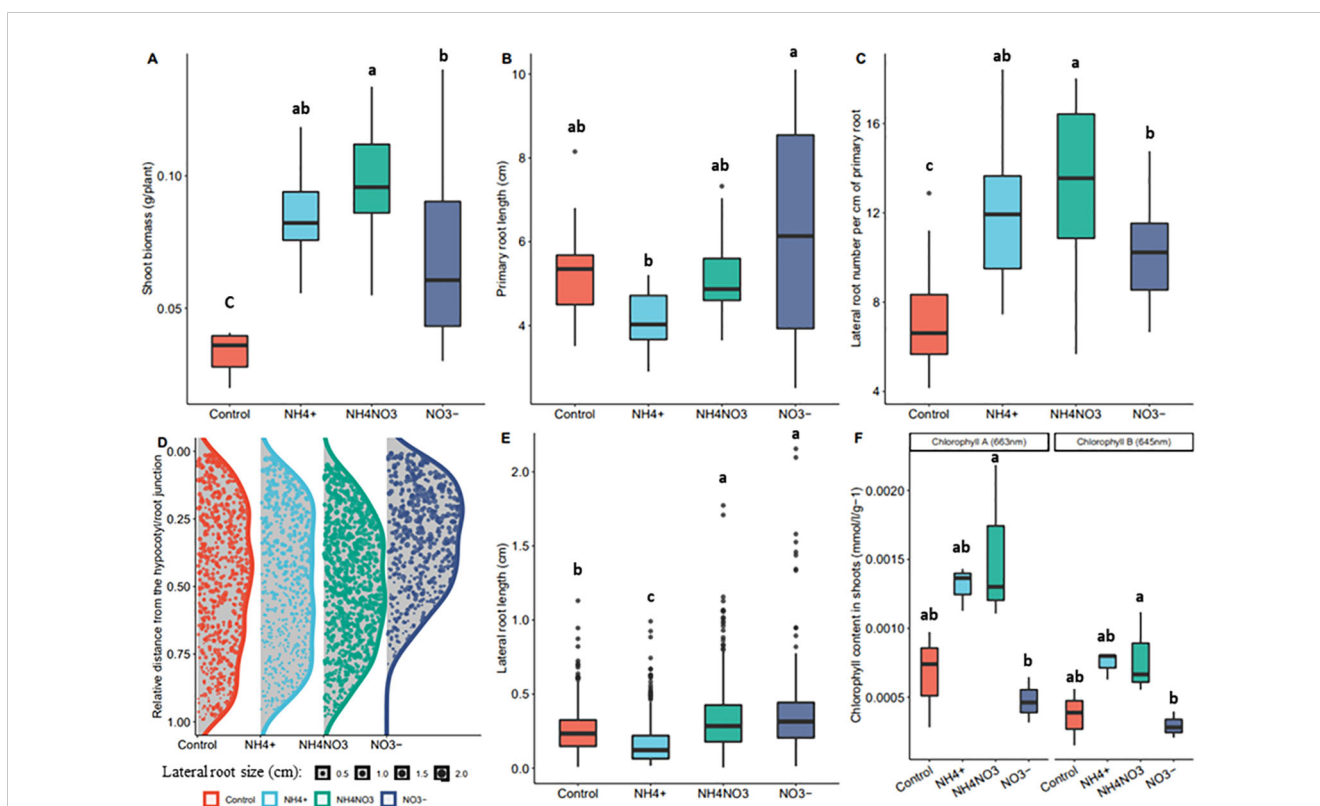 A
Shoot biomass (g/plant)
0.10
0.05
C
ab
a
b
Control NH4+ NH4NO3 NO3−
B
Primary root length (cm)
10
8
6
4
ab
b
ab
a
Control NH4+ NH4NO3 NO3−
C
Lateral root number per cm of primary root
16
12
8
4
c
ab
a
b
Control NH4+ NH4NO3 NO3−
D
Relative distance from the hypocotyl/root junction
0.00
0.25
0.50
0.75
1.00
Control NH4+ NH4NO3 NO3−
Lateral root size (cm): 0.5 1.0 1.5 2.0
Control NH4+ NH4NO3 NO3−
E
Lateral root length (cm)
2.0
1.5
1.0
0.5
0.0
b
c
a
a
Control NH4+ NH4NO3 NO3−
F
Chlorophyll A (663nm) Chlorophyll B (645nm)
Chlorophyll content in shoots (mmol/l/g−1)
0.0020
0.0015
0.0010
0.0005
ab
ab
a
b
ab
ab
a
b
Control NH4+ NH4NO3 NO3− Control NH4+ NH4NO3 NO3−